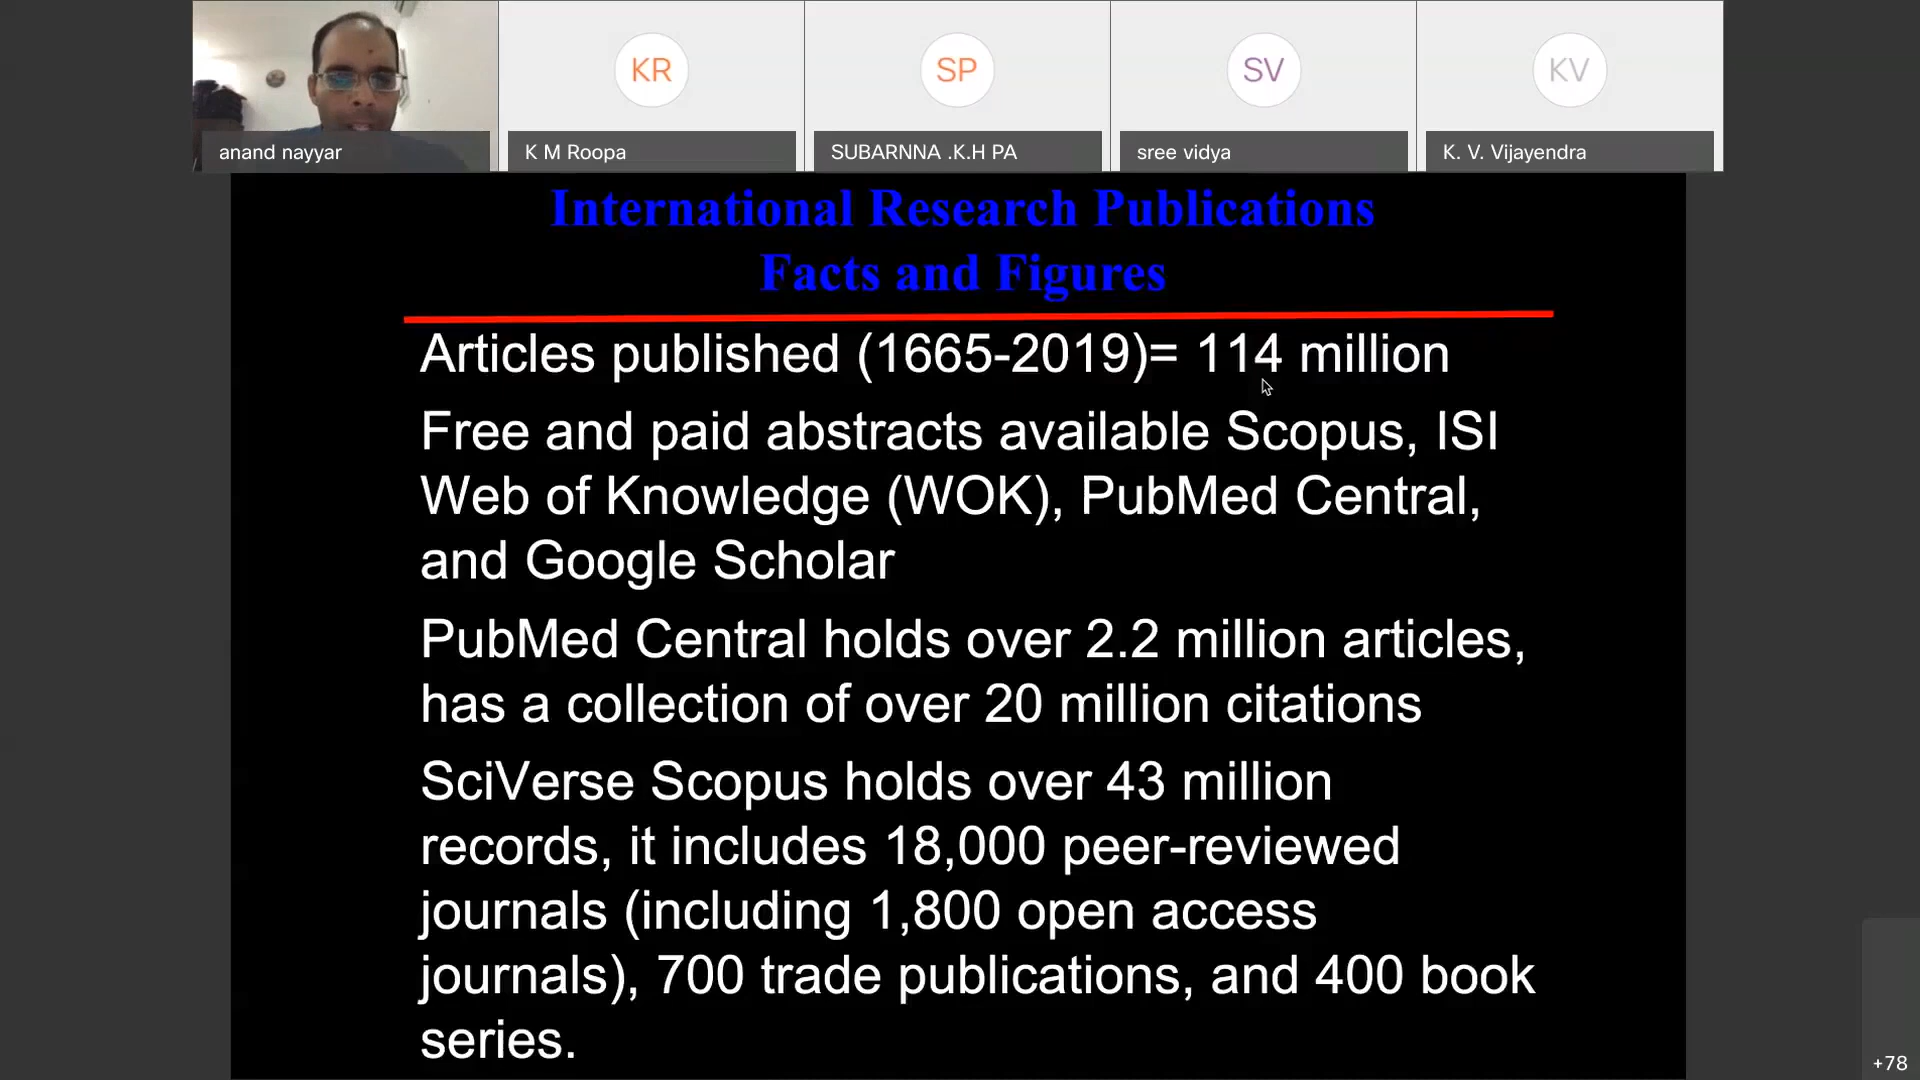 KR
SP
SV
KV
anand nayyar
K M Roopa
SUBARNNA .K.H PA
sree vidya
K. V. Vijayendra
International Research Publications
Facts and Figures
Articles published (1665-2019)= 114 million
Free and paid abstracts available Scopus, ISI
Web of Knowledge (WOK), PubMed Central,
and Google Scholar
PubMed Central holds over 2.2 million articles,
has a collection of over 20 million citations
SciVerse Scopus holds over 43 million
records, it includes 18,000 peer-reviewed
journals (including 1,800 open access
journals), 700 trade publications, and 400 book
series.
+78